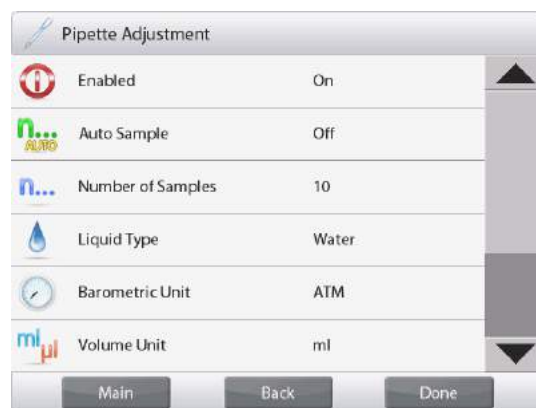 Pipette Adjustment
Enabled On
n... AUTO Auto Sample Off
n... Number of Samples 10
Liquid Type Water
Barometric Unit ATM
ml µl Volume Unit ml
Main Back Done